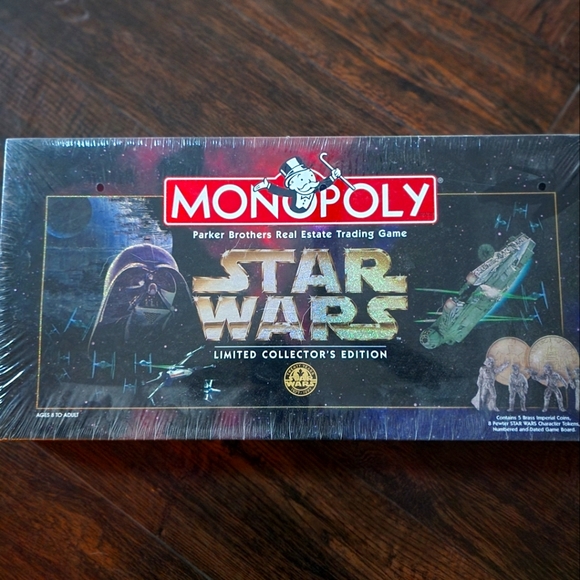 MONOPOLY
Parker Brothers Real Estate Trading Game
STAR
WARS
LIMITED COLLECTOR'S EDITION
WARS
AGES 8 TO ADULT
Contains 5 Brass Imperial Coins,
8 Pewter STAR WARS Character Tokens,
Numbered and Dated Game Board.